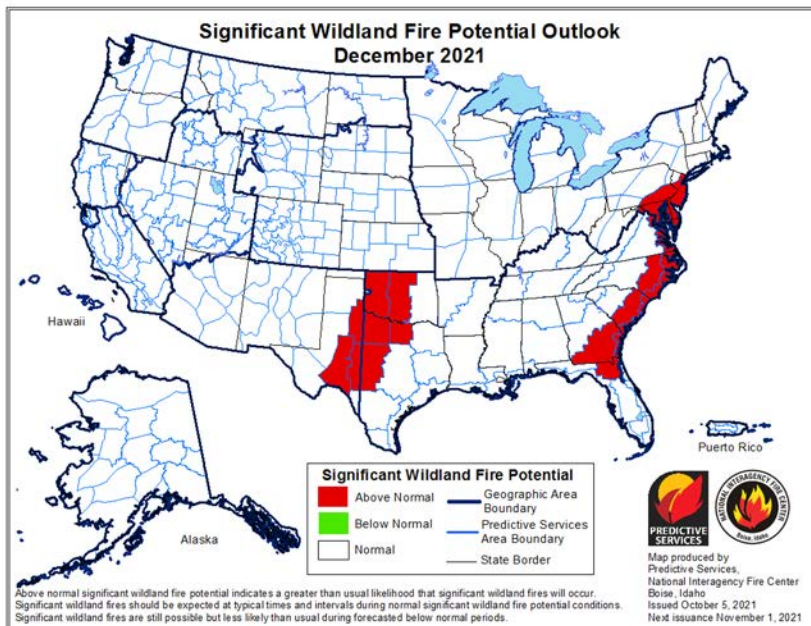 Significant Wildland Fire Potential Outlook
December 2021
Hawaii
Alaska
Puerto Rico
Significant Wildland Fire Potential
Above Normal
Below Normal
Normal
Geographic Area
Boundary
Predictive Services
Area Boundary
State Border
PREDICTIVE
SERVICES
NATIONAL INTERAGENCY FIRE CENTER
Boise, Idaho
Map produced by
Predictive Services,
National Interagency Fire Center
Boise, Idaho
Issued October 5, 2021
Next issuance November 1, 2021
Above normal significant wildland fire potential indicates a greater than usual likelihood that significant wildland fires will occur.
Significant wildland fires should be expected at typical times and intervals during normal significant wildland fire potential conditions.
Significant wildland fires are still possible but less likely than usual during forecasted below normal periods.